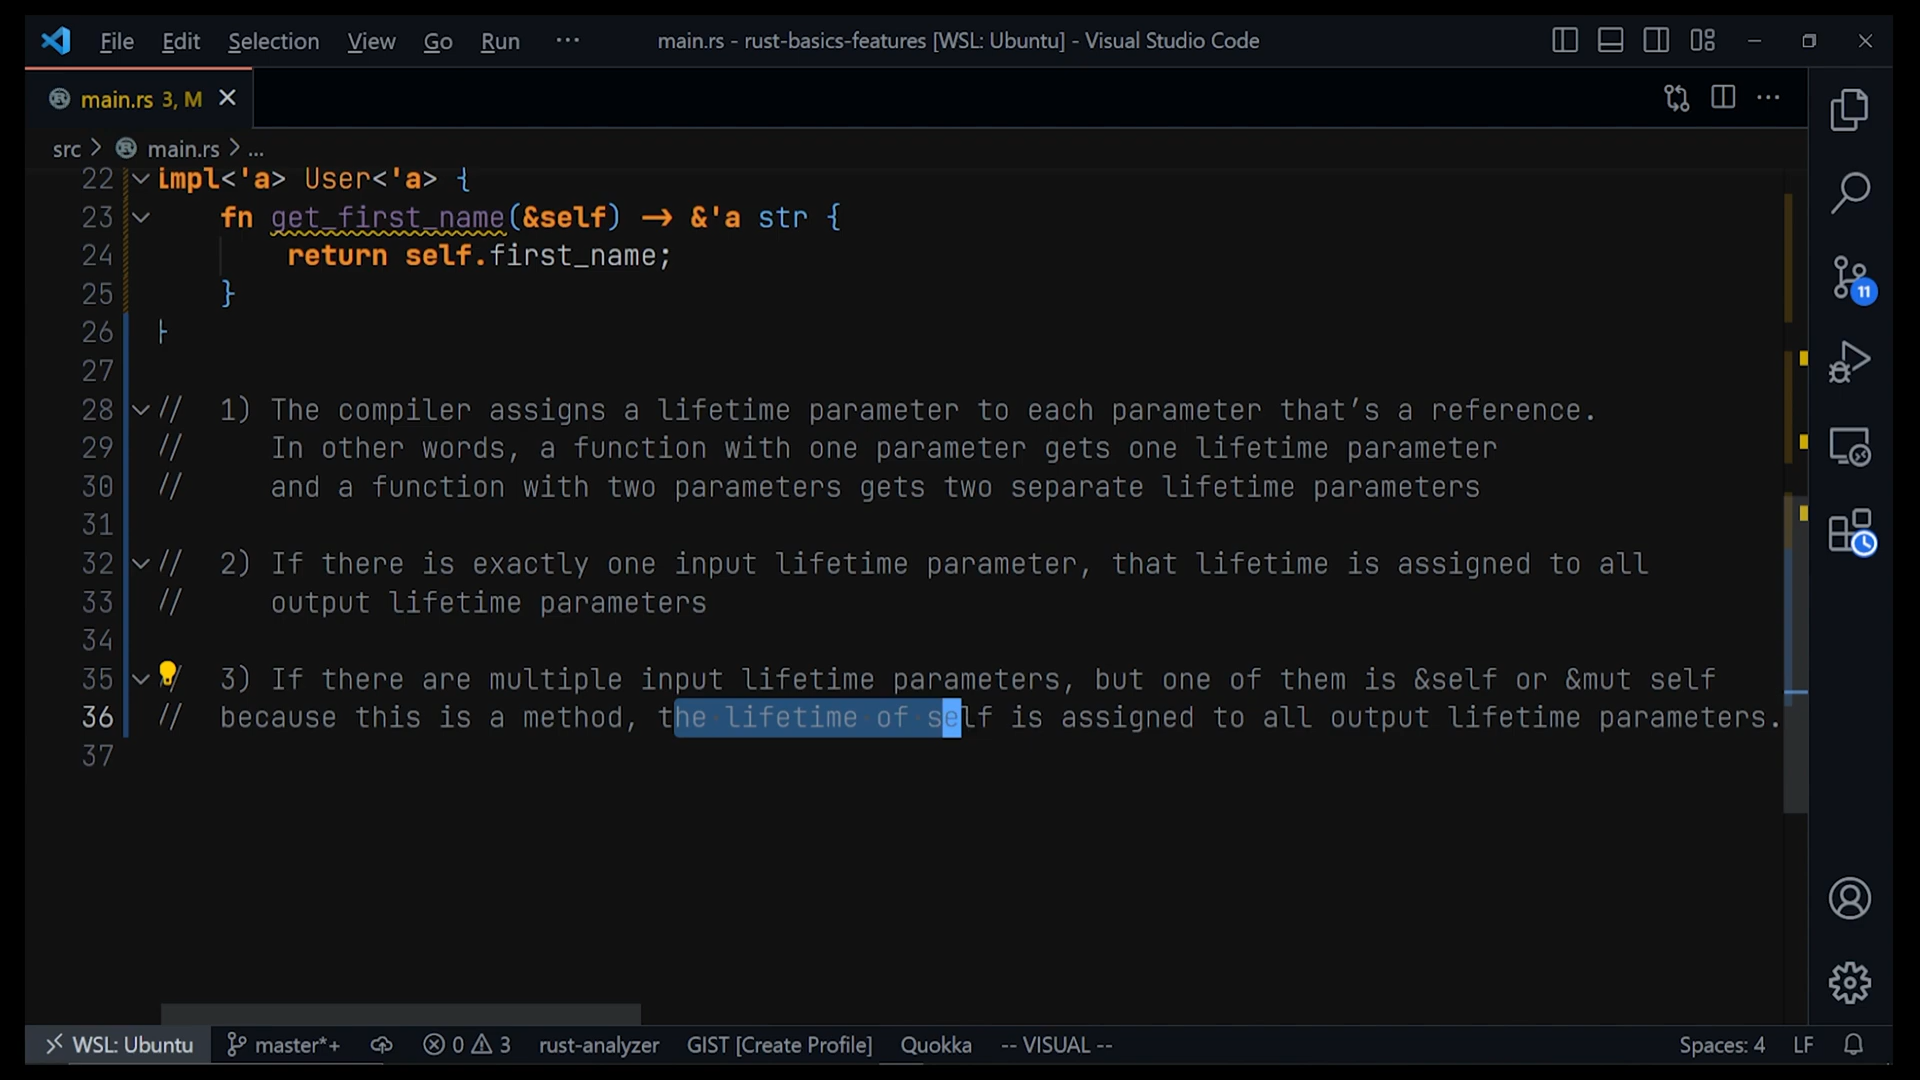 File Edit Selection View Go Run ··· main.rs - rust-basics-features [WSL: Ubuntu] - Visual Studio Code
main.rs 3, M
src > main.rs > ...
22 impl<'a> User<'a> {
23 fn get_first_name(&self) → &'a str {
24 return self.first_name;
25 }
26 }
27
28 // 1) The compiler assigns a lifetime parameter to each parameter that’s a reference.
29 // In other words, a function with one parameter gets one lifetime parameter
30 // and a function with two parameters gets two separate lifetime parameters
31
32 // 2) If there is exactly one input lifetime parameter, that lifetime is assigned to all
33 // output lifetime parameters
34
35 // 3) If there are multiple input lifetime parameters, but one of them is &self or &mut self
36 // because this is a method, the lifetime of self is assigned to all output lifetime parameters.
37
11
WSL: Ubuntu master*+ 0 3 rust-analyzer GIST [Create Profile] Quokka -- VISUAL -- Spaces: 4 LF